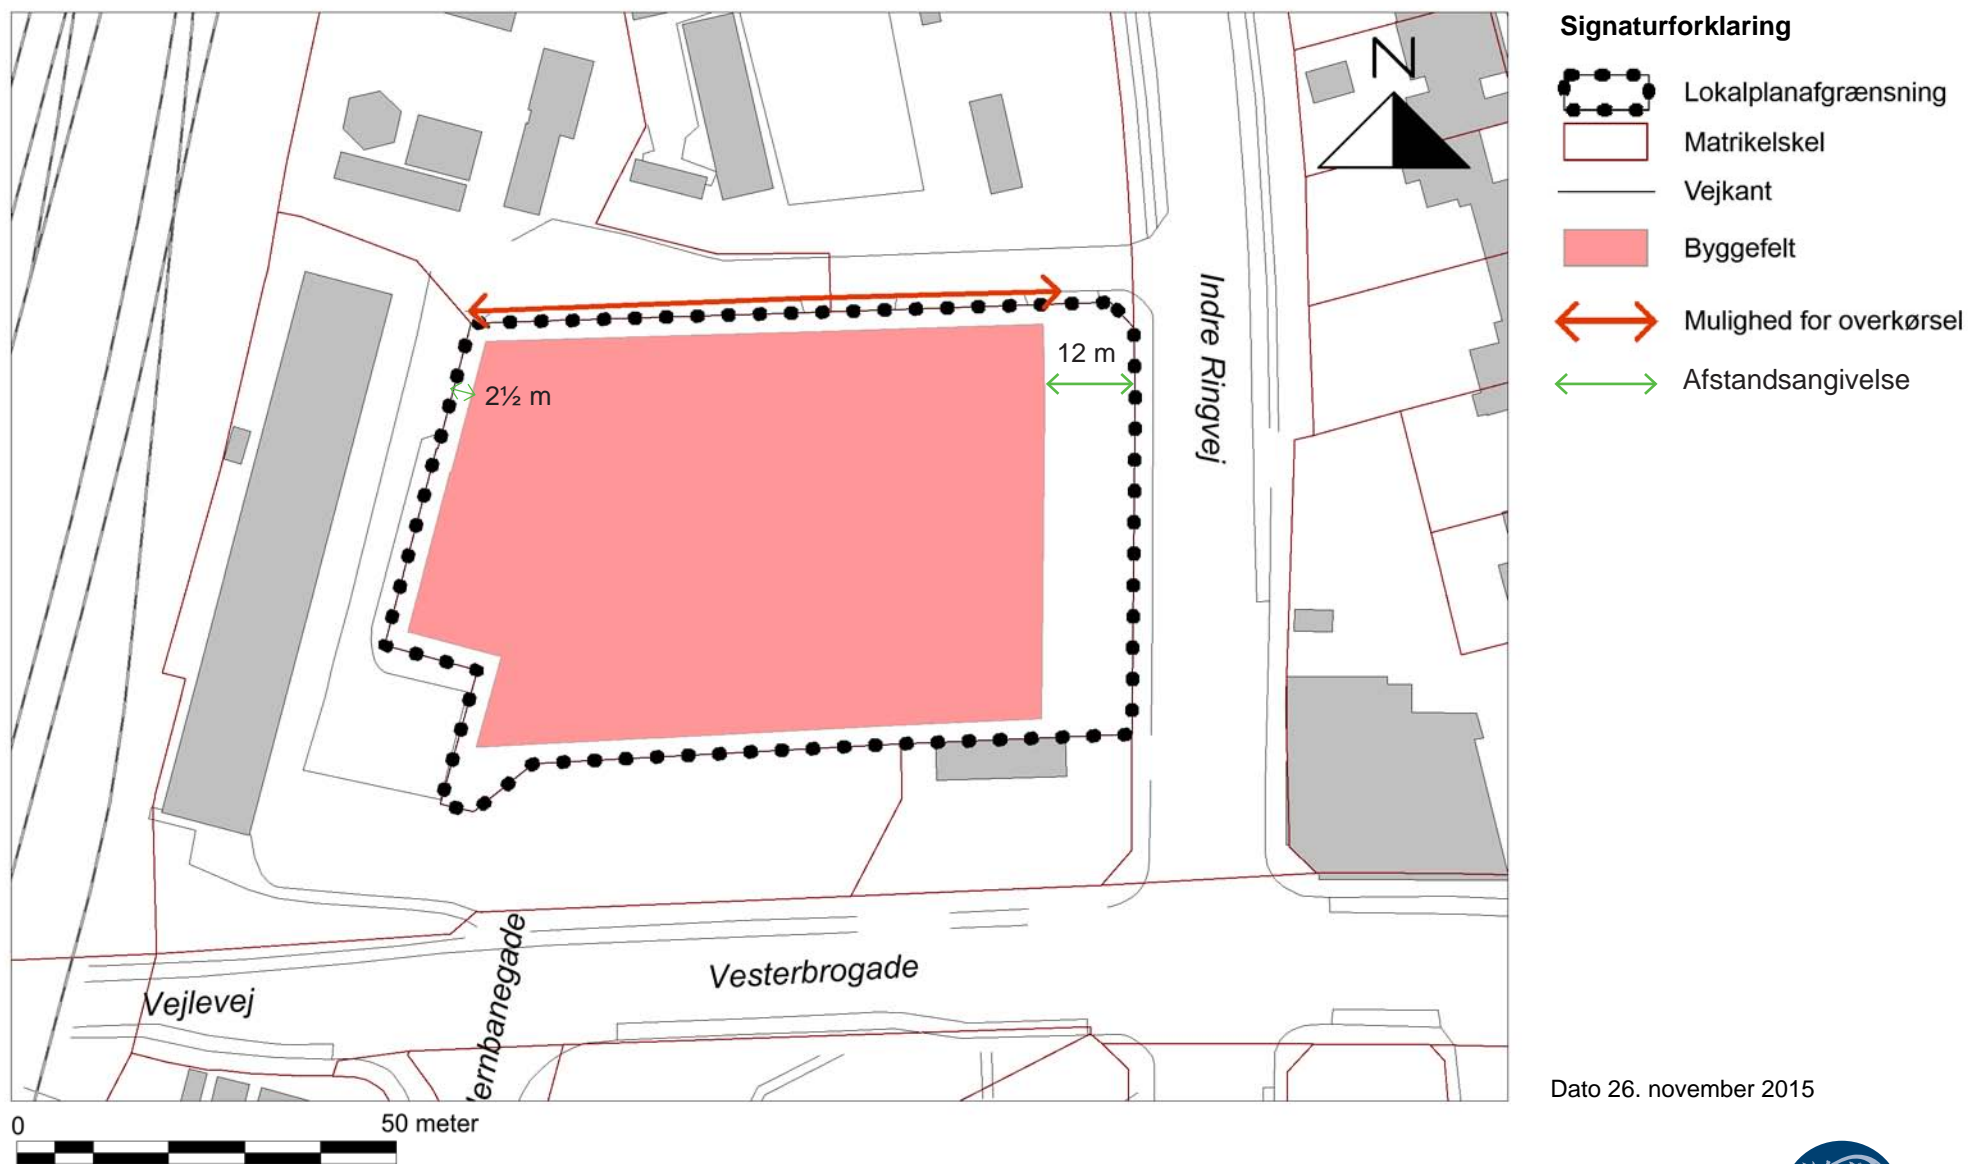 Signaturforklaring
Lokalplanafgrænsning
Matrikelskel
Vejkant
Byggefelt
Mulighed for overkørsel
Afstandsangivelse
N
12 m
2½ m
Indre Ringvej
Vesterbrogade
Vejlevej
Jernbanegade
Dato 26. november 2015
0
50 meter